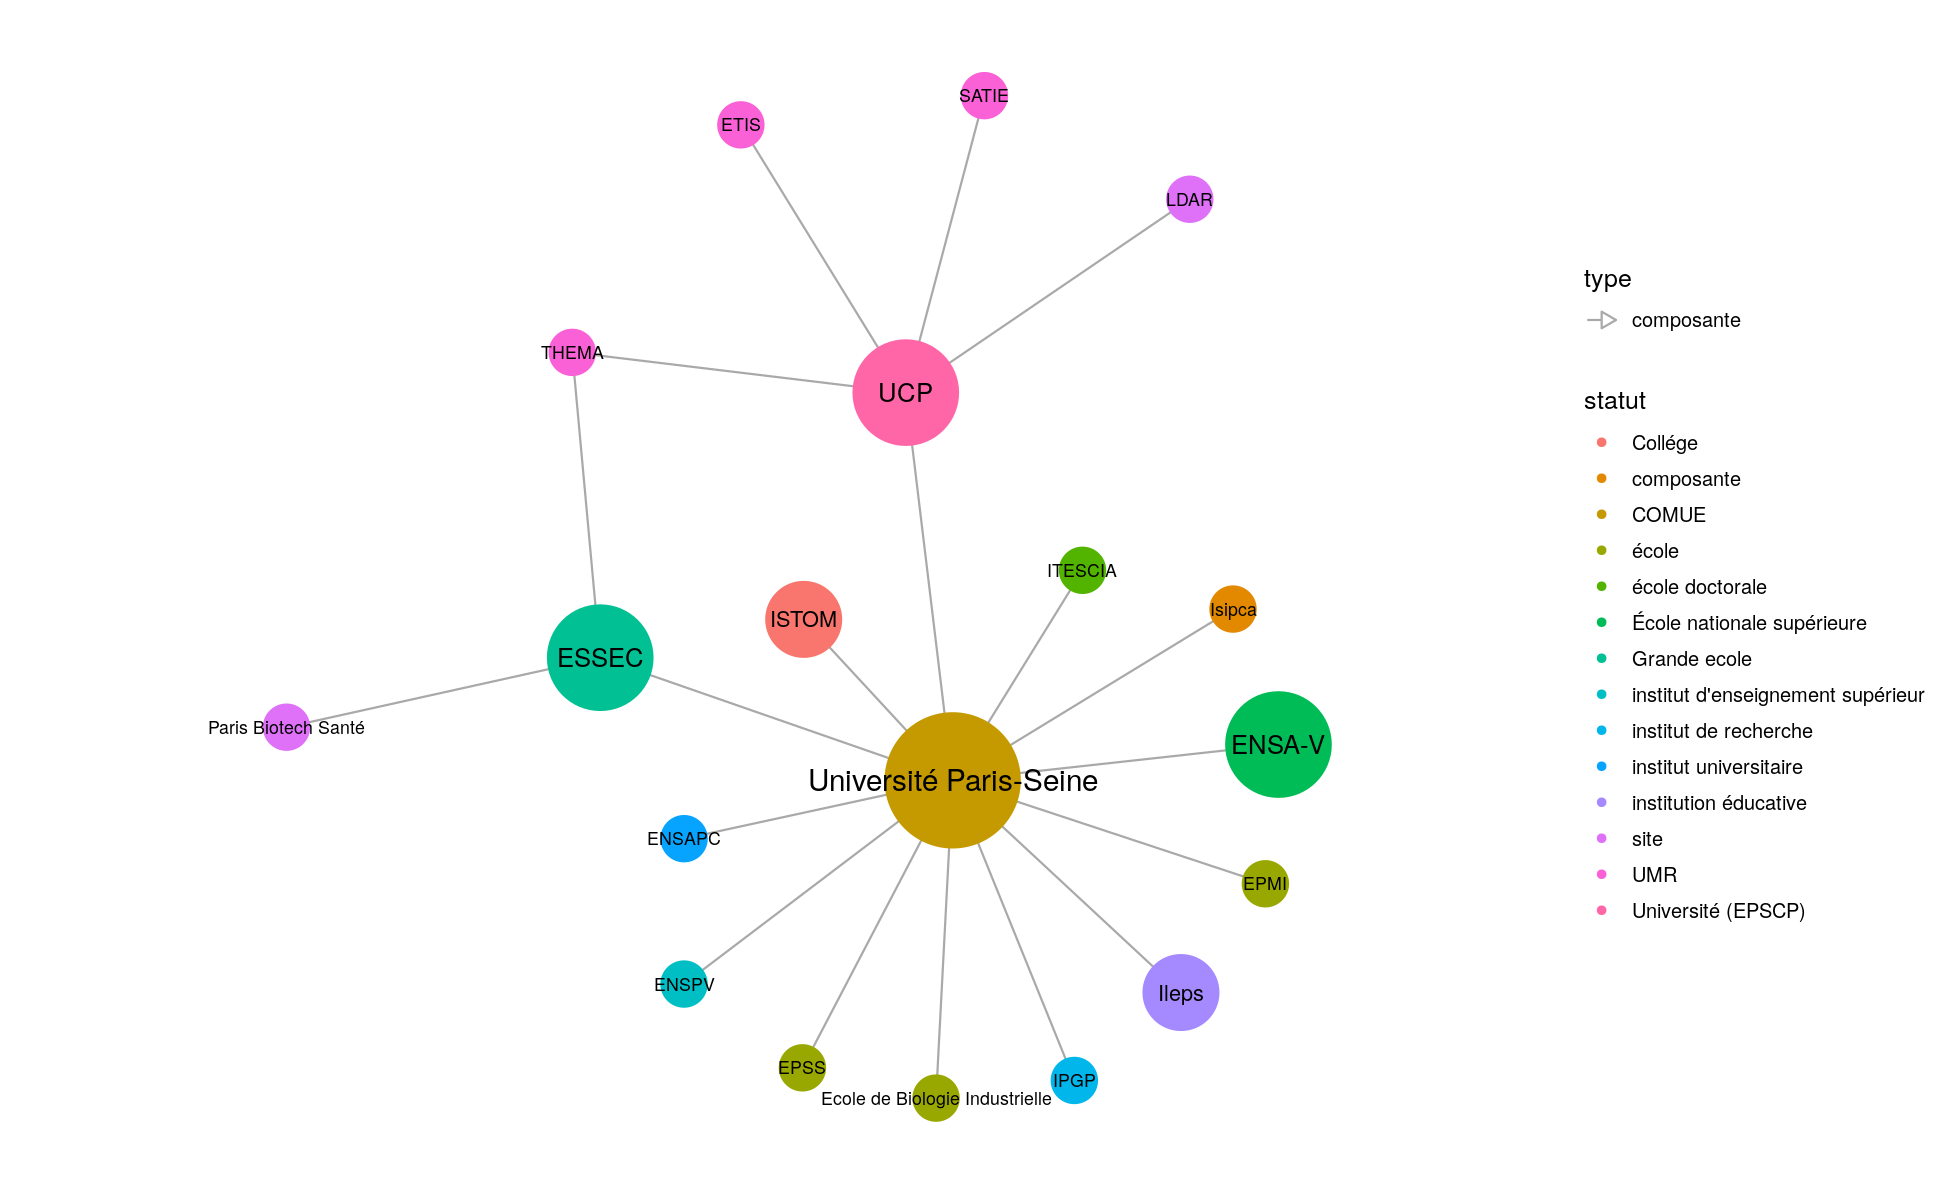 SATIE
ETIS
LDAR
THEMA
UCP
ITESCIA
Isipca
ISTOM
ESSEC
Paris Biotech Santé
ENSA-V
Université Paris-Seine
ENSAPC
EPMI
ENSPV
Ileps
EPSS
IPGP
Ecole de Biologie Industrielle
type
composante
statut
Collége
composante
COMUE
école
école doctorale
École nationale supérieure
Grande ecole
institut d'enseignement supérieur
institut de recherche
institut universitaire
institution éducative
site
UMR
Université (EPSCP)